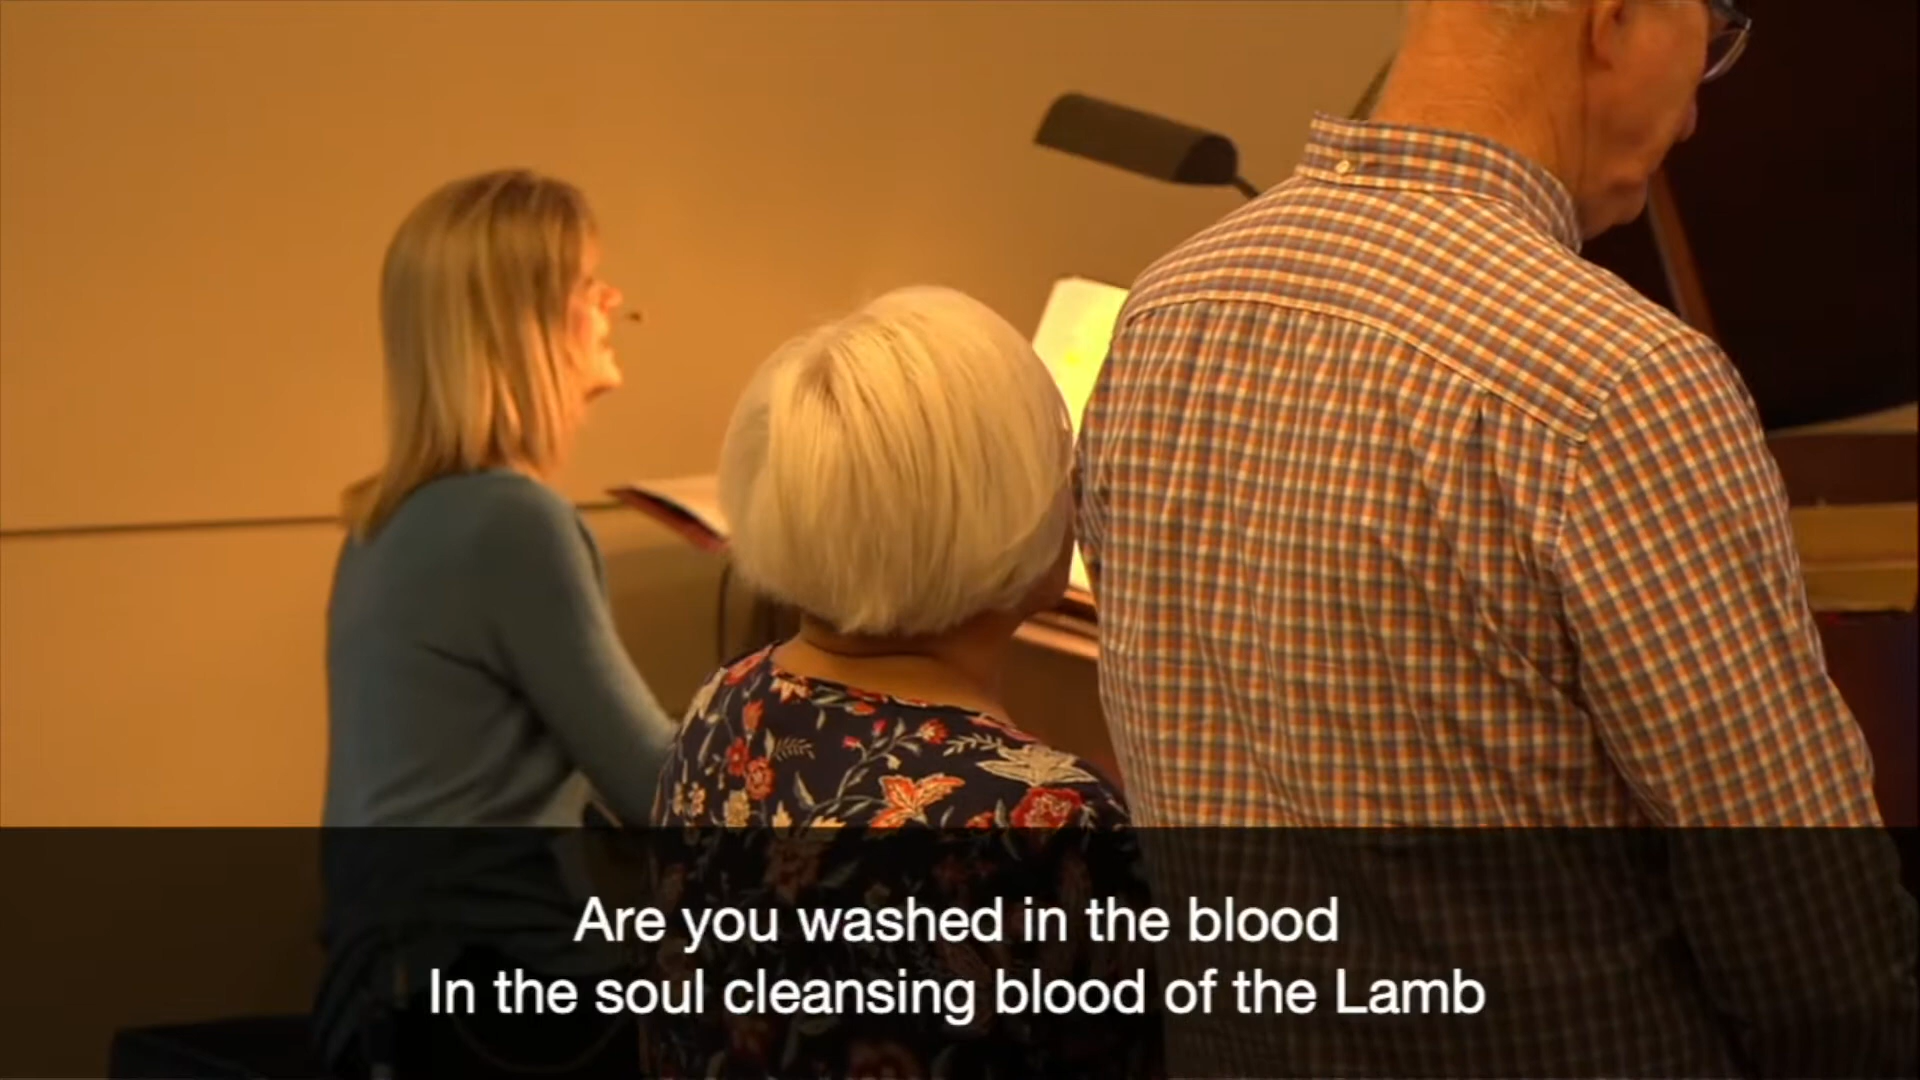 Are you washed in the blood
In the soul cleansing blood of the Lamb